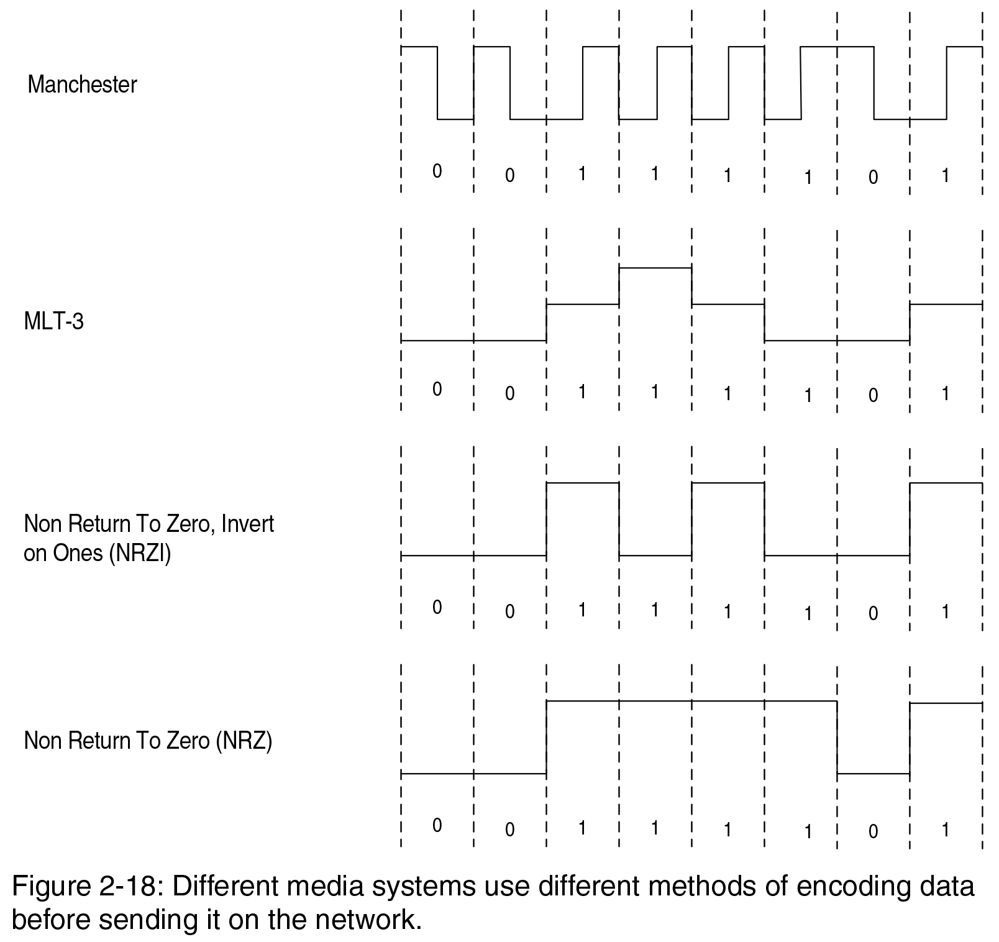 Manchester
0 0 1 1 1 1 0 1
MLT-3
0 0 1 1 1 1 0 1
Non Return To Zero, Invert
on Ones (NRZI)
0 0 1 1 1 1 0 1
Non Return To Zero (NRZ)
0 0 1 1 1 1 0 1
Figure 2-18: Different media systems use different methods of encoding data
before sending it on the network.